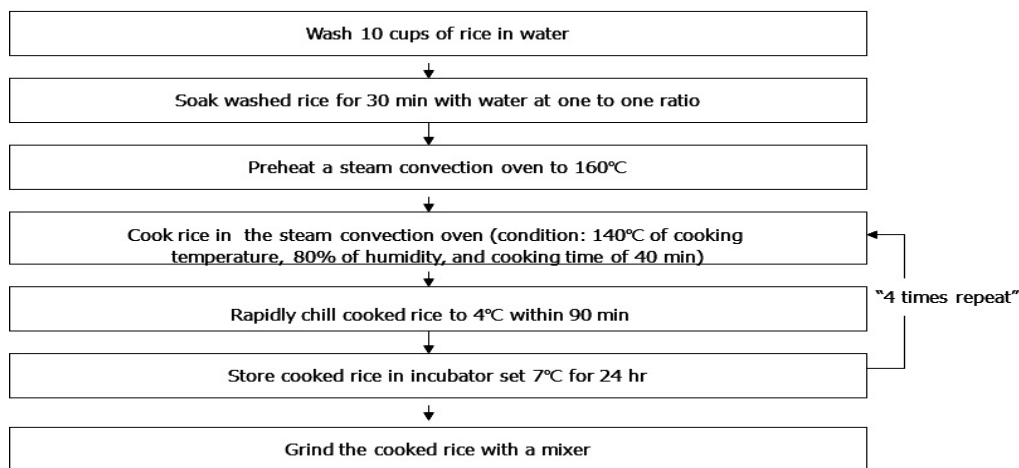 Wash 10 cups of rice in water
Soak washed rice for 30 min with water at one to one ratio
Preheat a steam convection oven to 160℃
Cook rice in the steam convection oven (condition: 140℃ of cooking
temperature, 80% of humidity, and cooking time of 40 min)
Rapidly chill cooked rice to 4℃ within 90 min
“4 times repeat”
Store cooked rice in incubator set 7℃ for 24 hr
Grind the cooked rice with a mixer